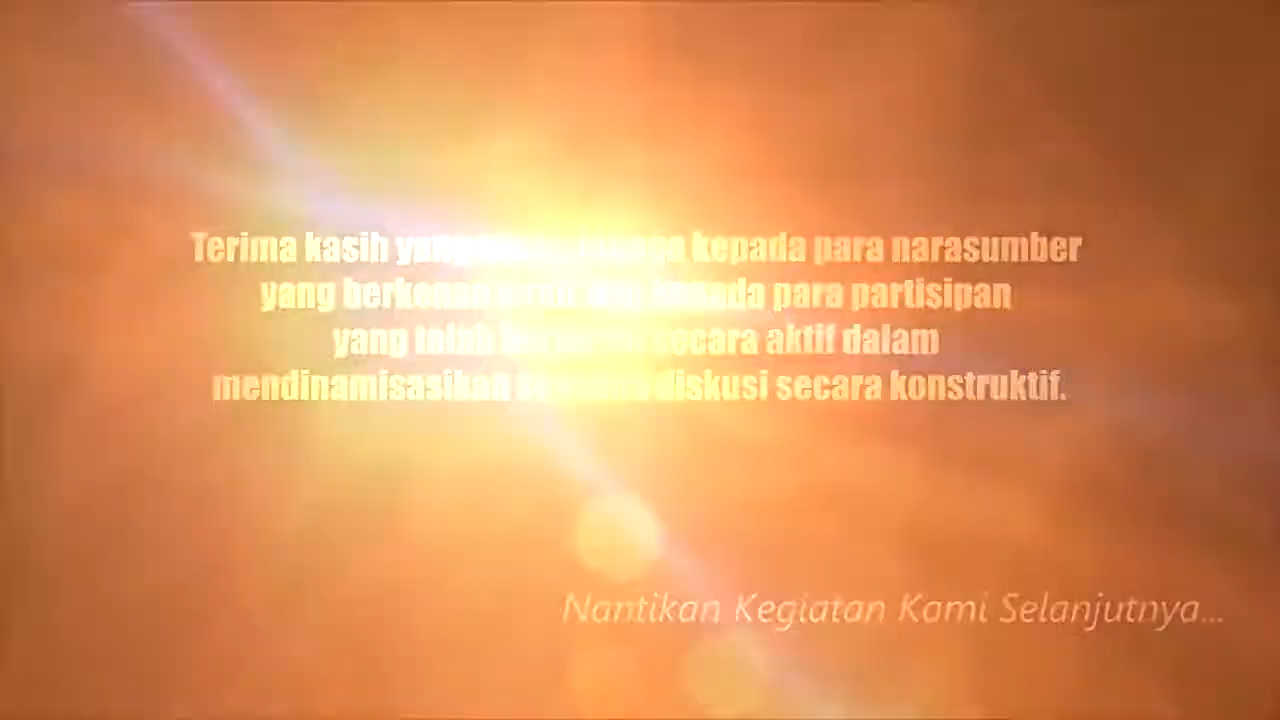 Terima kasih yang kepada para narasumber
yang berkenan kepada para partisipan
yang telah secara aktif dalam
mendinamisasikan diskusi secara konstruktif.
Nantikan Kegiatan Kami Selanjutnya...